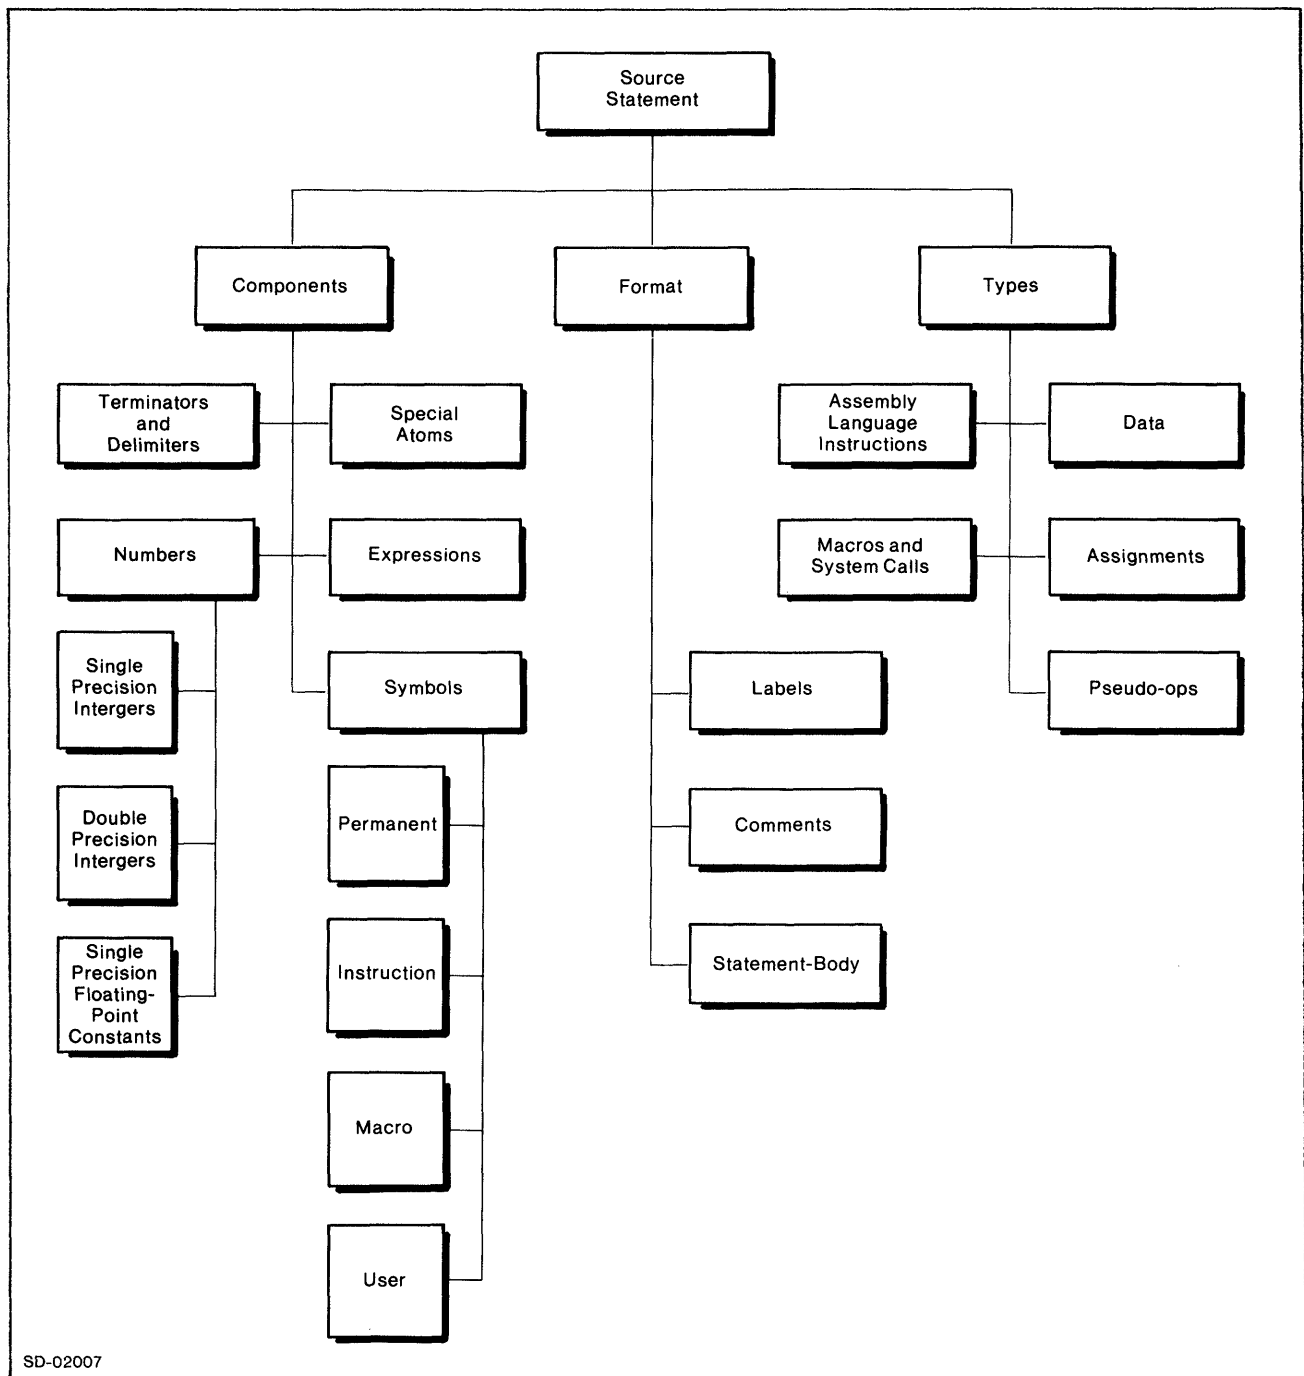 Source
Statement
Components
Format
Types
Terminators
and
Delimiters
Special
Atoms
Assembly
Language
Instructions
Data
Numbers
Expressions
Macros and
System Calls
Assignments
Single
Precision
Intergers
Symbols
Labels
Pseudo-ops
Double
Precision
Intergers
Permanent
Comments
Single
Precision
Floating-
Point
Constants
Instruction
Statement-Body
Macro
User
SD-02007